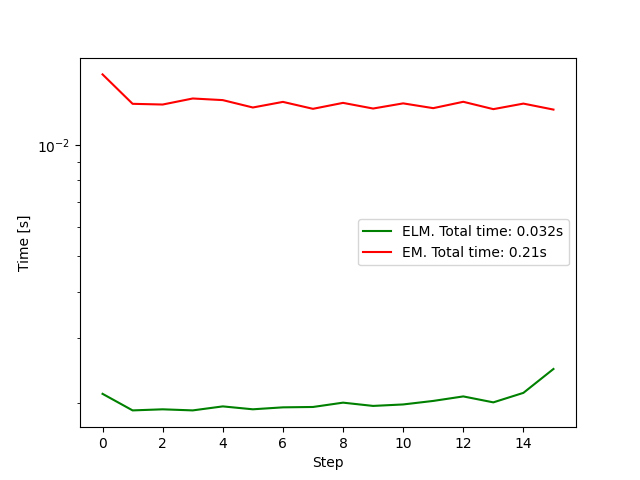 10⁻²
Time [s]
ELM. Total time: 0.032s
EM. Total time: 0.21s
0 2 4 6 8 10 12 14
Step